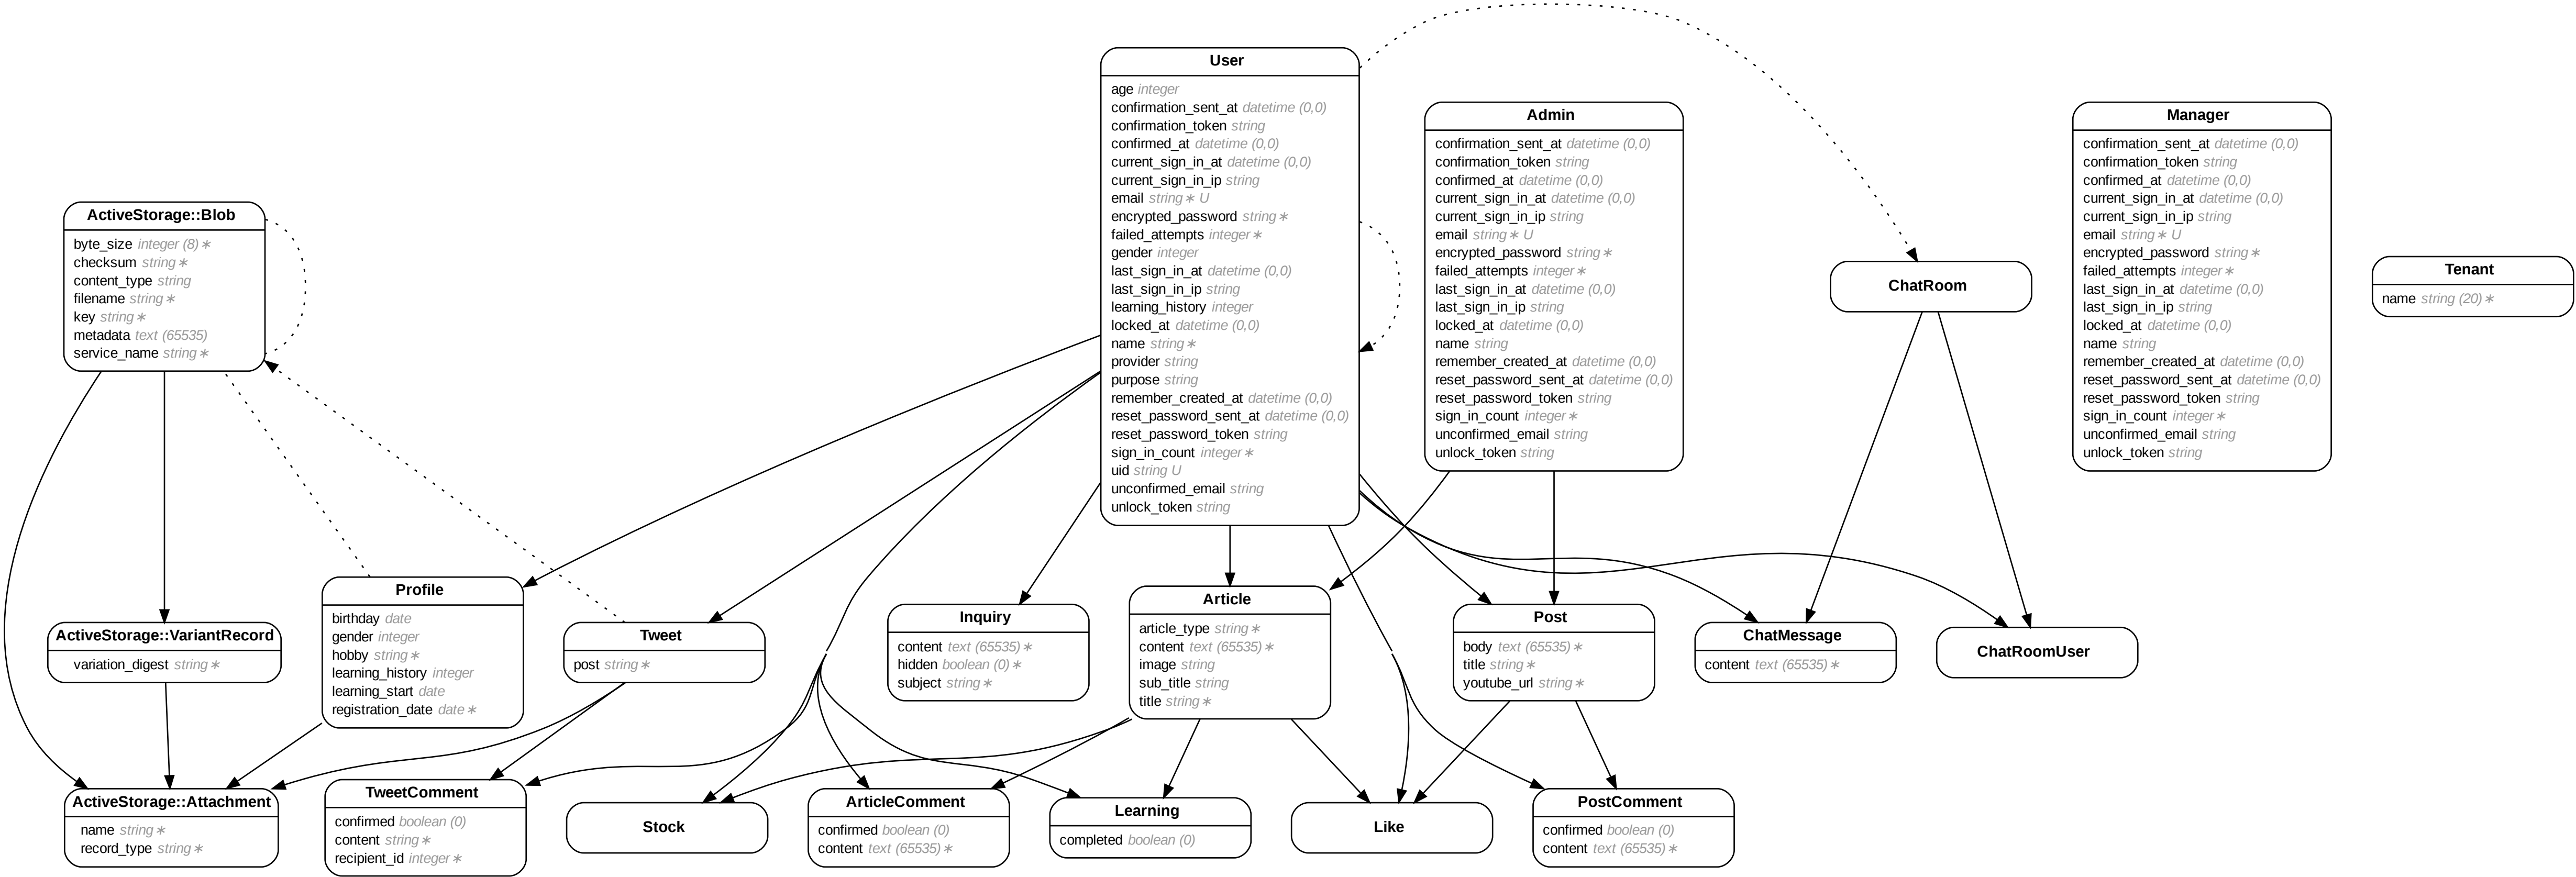 User
age integer
confirmation_sent_at datetime (0,0)
confirmation_token string
confirmed_at datetime (0,0)
current_sign_in_at datetime (0,0)
current_sign_in_ip string
email string∗ U
encrypted_password string∗
failed_attempts integer∗
gender integer
last_sign_in_at datetime (0,0)
last_sign_in_ip string
learning_history integer
locked_at datetime (0,0)
name string∗
provider string
purpose string
remember_created_at datetime (0,0)
reset_password_sent_at datetime (0,0)
reset_password_token string
sign_in_count integer∗
uid string U
unconfirmed_email string
unlock_token string
Admin
confirmation_sent_at datetime (0,0)
confirmation_token string
confirmed_at datetime (0,0)
current_sign_in_at datetime (0,0)
current_sign_in_ip string
email string∗ U
encrypted_password string∗
failed_attempts integer∗
last_sign_in_at datetime (0,0)
last_sign_in_ip string
locked_at datetime (0,0)
name string
remember_created_at datetime (0,0)
reset_password_sent_at datetime (0,0)
reset_password_token string
sign_in_count integer∗
unconfirmed_email string
unlock_token string
Manager
confirmation_sent_at datetime (0,0)
confirmation_token string
confirmed_at datetime (0,0)
current_sign_in_at datetime (0,0)
current_sign_in_ip string
email string∗ U
encrypted_password string∗
failed_attempts integer∗
last_sign_in_at datetime (0,0)
last_sign_in_ip string
locked_at datetime (0,0)
name string
remember_created_at datetime (0,0)
reset_password_sent_at datetime (0,0)
reset_password_token string
sign_in_count integer∗
unconfirmed_email string
unlock_token string
ActiveStorage::Blob
byte_size integer (8)∗
checksum string∗
content_type string
filename string∗
key string∗
metadata text (65535)
service_name string∗
ChatRoom
Tenant
name string (20)∗
ActiveStorage::VariantRecord
variation_digest string∗
Profile
birthday date
gender integer
hobby string∗
learning_history integer
learning_start date
registration_date date∗
Tweet
post string∗
Inquiry
content text (65535)∗
hidden boolean (0)∗
subject string∗
Article
article_type string∗
content text (65535)∗
image string
sub_title string
title string∗
Post
body text (65535)∗
title string∗
youtube_url string∗
ChatMessage
content text (65535)∗
ChatRoomUser
ActiveStorage::Attachment
name string∗
record_type string∗
TweetComment
confirmed boolean (0)
content string∗
recipient_id integer∗
Stock
ArticleComment
confirmed boolean (0)
content text (65535)∗
Learning
completed boolean (0)
Like
PostComment
confirmed boolean (0)
content text (65535)∗